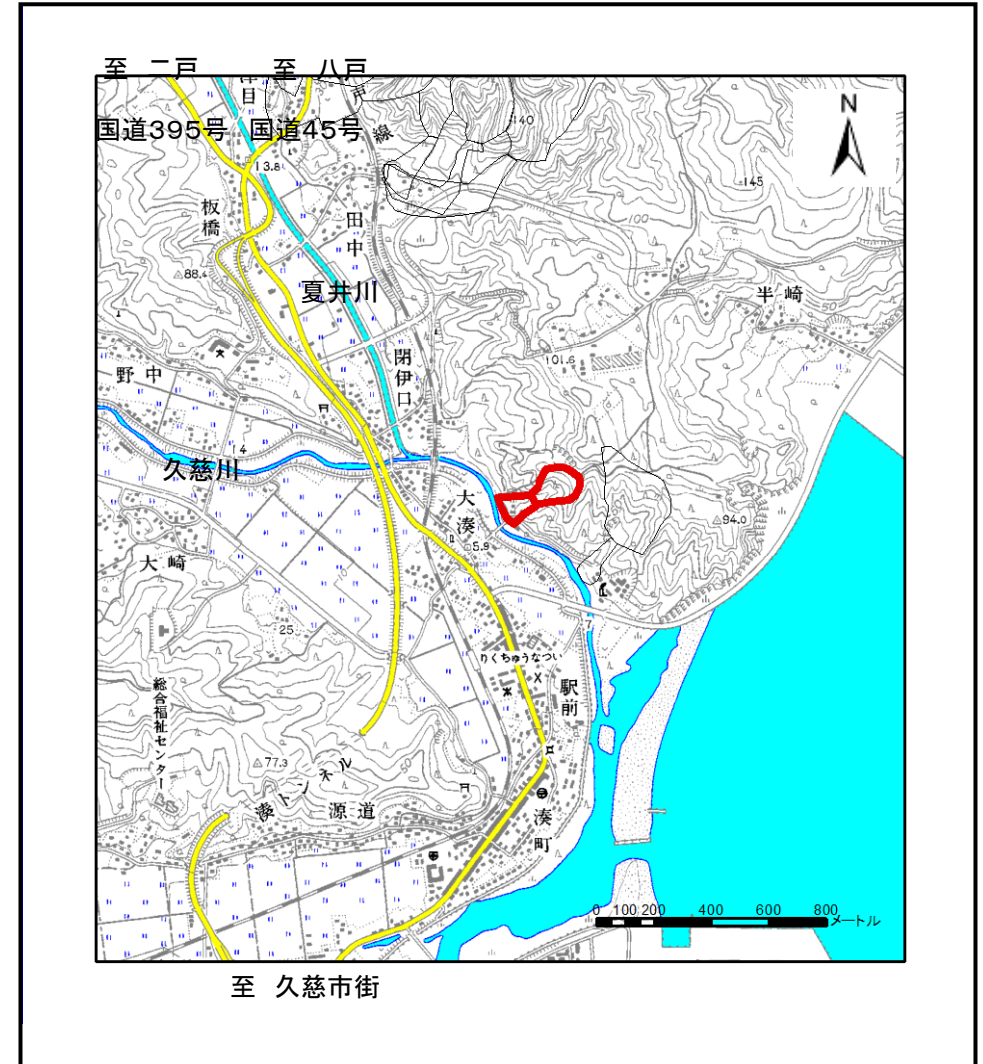 至 二戸　至 八戸
国道395号　国道45号
N
140
13.8
145
板橋
田中
100
夏井川
88.4
半崎
閉伊口
101.6
野中
14
久慈川
大湊
94.0
5.9
大崎
7
25
りくちゅうなつい
駅前
総合福祉センター
77.3
湊トンネル
源道
湊町
0 100 200 400 600 800
メートル
至 久慈市街